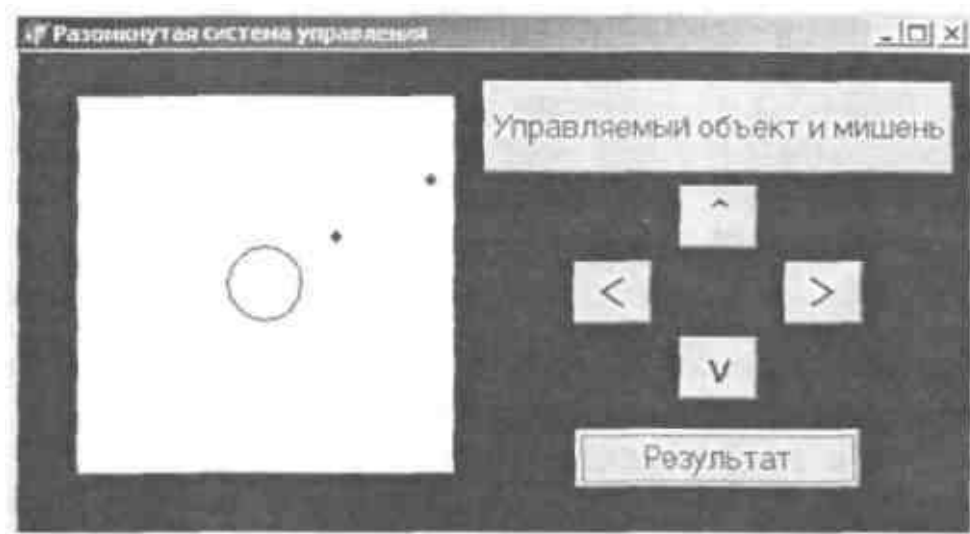 Разомкнутая система управления
Управляемый объект и мишень
^
< >
v
Результат